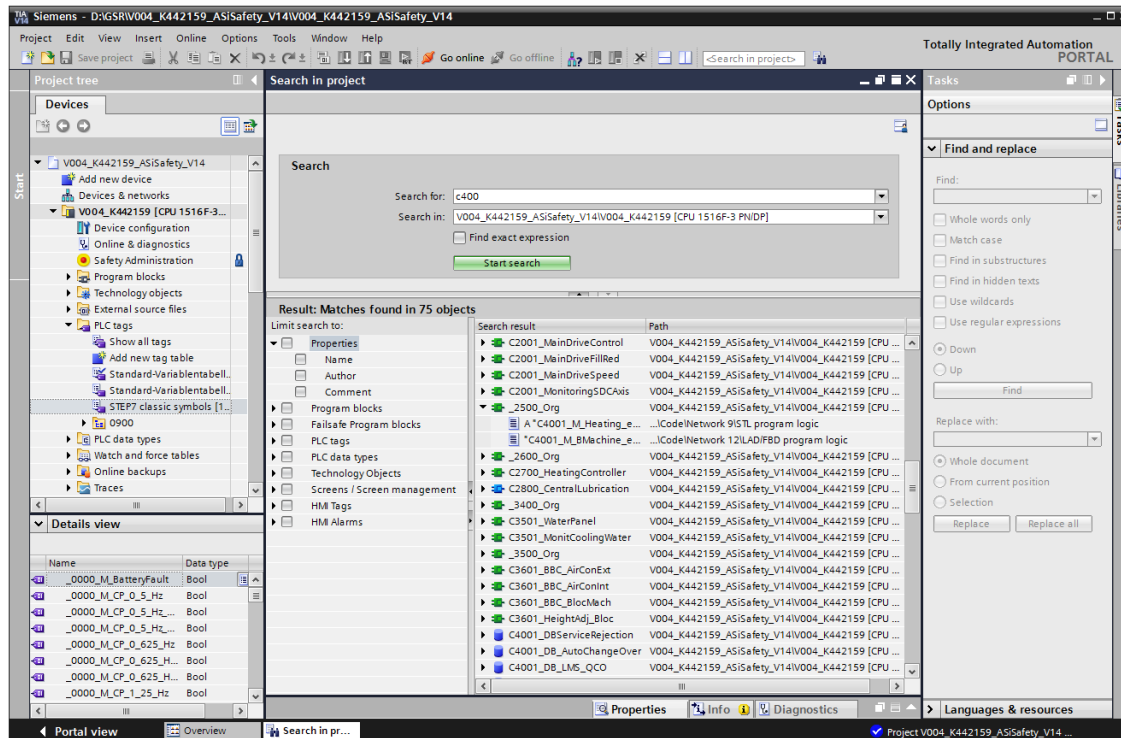 TIA V14 Siemens - D:\GSR\V004_K442159_ASiSafety_V14\V004_K442159_ASiSafety_V14
Project Edit View Insert Online Options Tools Window Help
Totally Integrated Automation
PORTAL
Save project Go online Go offline <Search in project>
Project tree
Devices
Start
V004_K442159_ASiSafety_V14
Add new device
Devices & networks
V004_K442159 [CPU 1516F-3...
Device configuration
Online & diagnostics
Safety Administration
Program blocks
Technology objects
External source files
PLC tags
Show all tags
Add new tag table
Standard-Variablentabell..
Standard-Variablentabell..
STEP7 classic symbols [1..
0900
PLC data types
Watch and force tables
Online backups
Traces
Details view
Name Data type
_0000_M_BatteryFault Bool
_0000_M_CP_0_5_Hz Bool
_0000_M_CP_0_5_Hz_... Bool
_0000_M_CP_0_5_Hz_... Bool
_0000_M_CP_0_625_Hz Bool
_0000_M_CP_0_625_H... Bool
_0000_M_CP_0_625_H... Bool
_0000_M_CP_1_25_Hz Bool
Search in project
Search
Search for: c400
Search in: V004_K442159_ASiSafety_V14\V004_K442159 [CPU 1516F-3 PN/DP]
Find exact expression
Start search
Result: Matches found in 75 objects
Limit search to:
Properties
Name
Author
Comment
Program blocks
Failsafe Program blocks
PLC tags
PLC data types
Technology Objects
Screens / Screen management
HMI Tags
HMI Alarms
Search result Path
C2001_MainDriveControl V004_K442159_ASiSafety_V14\V004_K442159 [CPU ...
C2001_MainDriveFillRed V004_K442159_ASiSafety_V14\V004_K442159 [CPU ...
C2001_MainDriveSpeed V004_K442159_ASiSafety_V14\V004_K442159 [CPU ...
C2001_MonitoringSDCAxis V004_K442159_ASiSafety_V14\V004_K442159 [CPU ...
_2500_Org V004_K442159_ASiSafety_V14\V004_K442159 [CPU ...
A "C4001_M_Heating_e... ...\Code\Network 9\STL program logic
"C4001_M_BMachine_e... ...\Code\Network 12\LAD/FBD program logic
_2600_Org V004_K442159_ASiSafety_V14\V004_K442159 [CPU ...
C2700_HeatingController V004_K442159_ASiSafety_V14\V004_K442159 [CPU ...
C2800_CentralLubrication V004_K442159_ASiSafety_V14\V004_K442159 [CPU ...
_3400_Org V004_K442159_ASiSafety_V14\V004_K442159 [CPU ...
C3501_WaterPanel V004_K442159_ASiSafety_V14\V004_K442159 [CPU ...
C3501_MonitCoolingWater V004_K442159_ASiSafety_V14\V004_K442159 [CPU ...
_3500_Org V004_K442159_ASiSafety_V14\V004_K442159 [CPU ...
C3601_BBC_AirConExt V004_K442159_ASiSafety_V14\V004_K442159 [CPU ...
C3601_BBC_AirConInt V004_K442159_ASiSafety_V14\V004_K442159 [CPU ...
C3601_BBC_BlocMach V004_K442159_ASiSafety_V14\V004_K442159 [CPU ...
C3601_HeightAdj_Bloc V004_K442159_ASiSafety_V14\V004_K442159 [CPU ...
C4001_DBServiceRejection V004_K442159_ASiSafety_V14\V004_K442159 [CPU ...
C4001_DB_AutoChangeOver V004_K442159_ASiSafety_V14\V004_K442159 [CPU ...
C4001_DB_LMS_QCO V004_K442159_ASiSafety_V14\V004_K442159 [CPU ...
Properties Info Diagnostics
Tasks
Options
Find and replace
Find:
Whole words only
Match case
Find in substructures
Find in hidden texts
Use wildcards
Use regular expressions
Down
Up
Find
Replace with:
Whole document
From current position
Selection
Replace Replace all
Languages & resources
Tasks
Libraries
Portal view Overview Search in pr... Project V004_K442159_ASiSafety_V14 ...